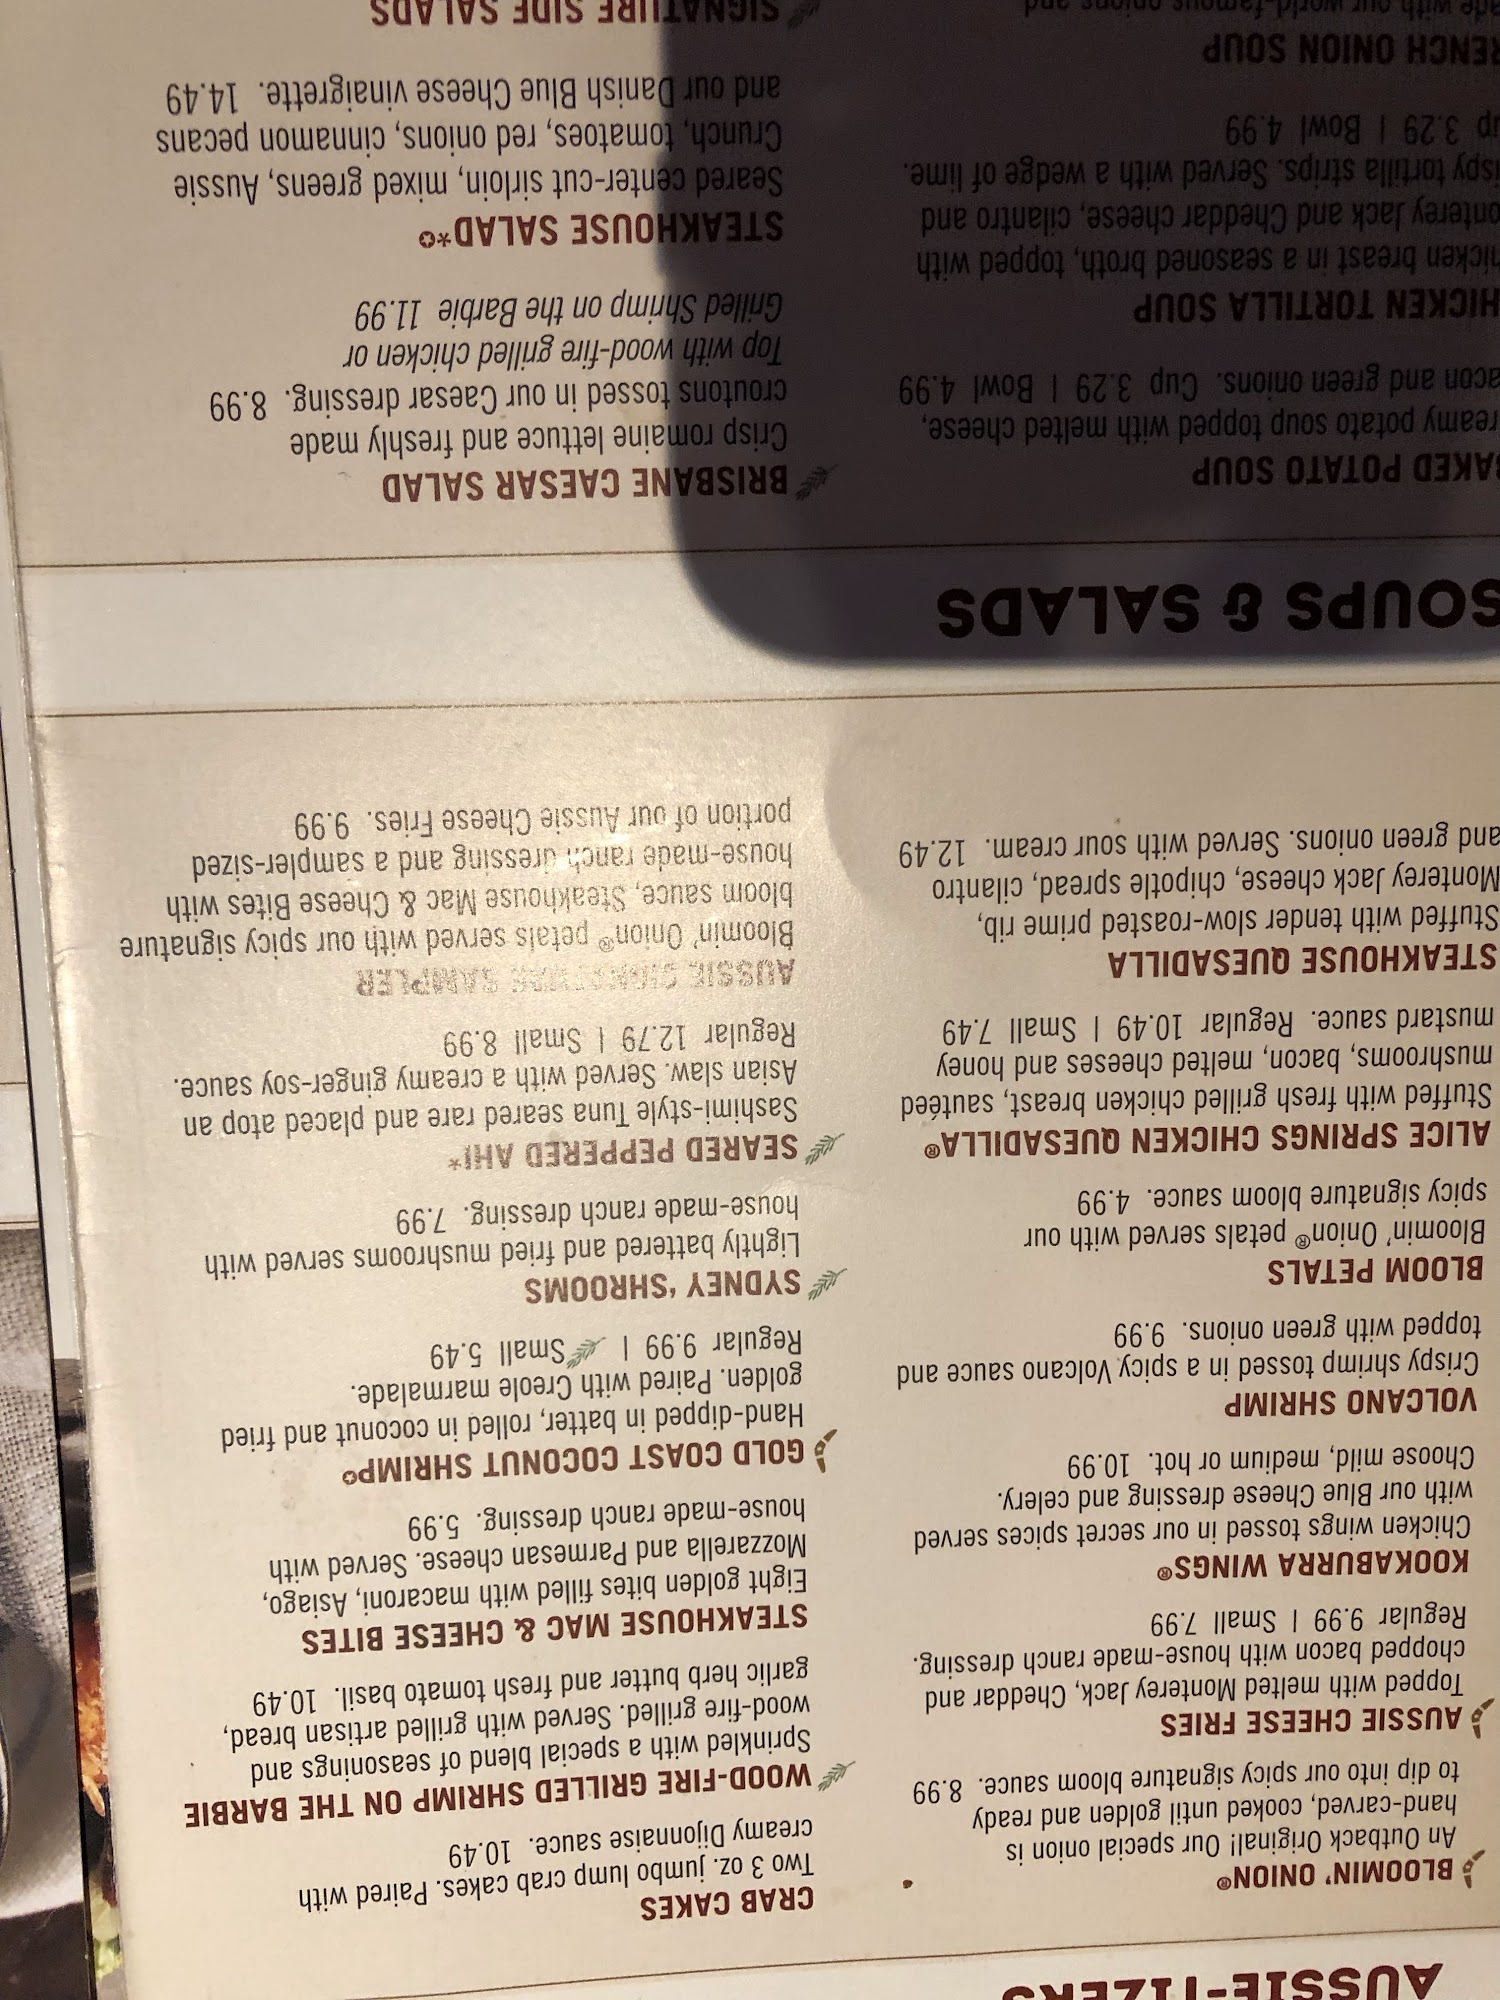 AUSSIE-TIZERS
BLOOMIN' ONION®
An Outback Original! Our special onion is
hand-carved, cooked until golden and ready
to dip into our spicy signature bloom sauce. 8.99
AUSSIE CHEESE FRIES
Topped with melted Monterey Jack, Cheddar and
chopped bacon with house-made ranch dressing.
Regular 9.99 | Small 7.99
KOOKABURRA WINGS®
Chicken wings tossed in our secret spices served
with our Blue Cheese dressing and celery.
Choose mild, medium or hot. 10.99
VOLCANO SHRIMP
Crispy shrimp tossed in a spicy Volcano sauce and
topped with green onions. 9.99
BLOOM PETALS
Bloomin' Onion® petals served with our
spicy signature bloom sauce. 4.99
ALICE SPRINGS CHICKEN QUESADILLA®
Stuffed with fresh grilled chicken breast, sautéed
mushrooms, bacon, melted cheeses and honey
mustard sauce. Regular 10.49 | Small 7.49
STEAKHOUSE QUESADILLA
Stuffed with tender slow-roasted prime rib,
Monterey Jack cheese, chipotle spread, cilantro
and green onions. Served with sour cream. 12.49
CRAB CAKES
Two 3 oz. jumbo lump crab cakes. Paired with
creamy Dijonnaise sauce. 10.49
WOOD-FIRE GRILLED SHRIMP ON THE BARBIE
Sprinkled with a special blend of seasonings and
wood-fire grilled. Served with grilled artisan bread,
garlic herb butter and fresh tomato basil. 10.49
STEAKHOUSE MAC & CHEESE BITES
Eight golden bites filled with macaroni, Asiago,
Mozzarella and Parmesan cheese. Served with
house-made ranch dressing. 5.99
GOLD COAST COCONUT SHRIMP✪
Hand-dipped in batter, rolled in coconut and fried
golden. Paired with Creole marmalade.
Regular 9.99 | Small 5.49
SYDNEY 'SHROOMS
Lightly battered and fried mushrooms served with
house-made ranch dressing. 7.99
SEARED PEPPERED AHI*
Sashimi-style Tuna seared rare and placed atop an
Asian slaw. Served with a creamy ginger-soy sauce.
Regular 12.79 | Small 8.99
AUSSIE SIGNATURE SAMPLER
Bloomin' Onion® petals served with our spicy signature
bloom sauce, Steakhouse Mac & Cheese Bites with
house-made ranch dressing and a sampler-sized
portion of our Aussie Cheese Fries. 9.99
SOUPS & SALADS
AKED POTATO SOUP
reamy potato soup topped with melted cheese,
acon and green onions. Cup 3.29 | Bowl 4.99
HICKEN TORTILLA SOUP
hicken breast in a seasoned broth, topped with
onterey Jack and Cheddar cheese, cilantro and
ispy tortilla strips. Served with a wedge of lime.
up 3.29 | Bowl 4.99
RENCH ONION SOUP
ade with our world-famous onions and
BRISBANE CAESAR SALAD
Crisp romaine lettuce and freshly made
croutons tossed in our Caesar dressing. 8.99
Top with wood-fire grilled chicken or
Grilled Shrimp on the Barbie 11.99
STEAKHOUSE SALAD*✪
Seared center-cut sirloin, mixed greens, Aussie
Crunch, tomatoes, red onions, cinnamon pecans
and our Danish Blue Cheese vinaigrette. 14.49
SIGNATURE SIDE SALADS